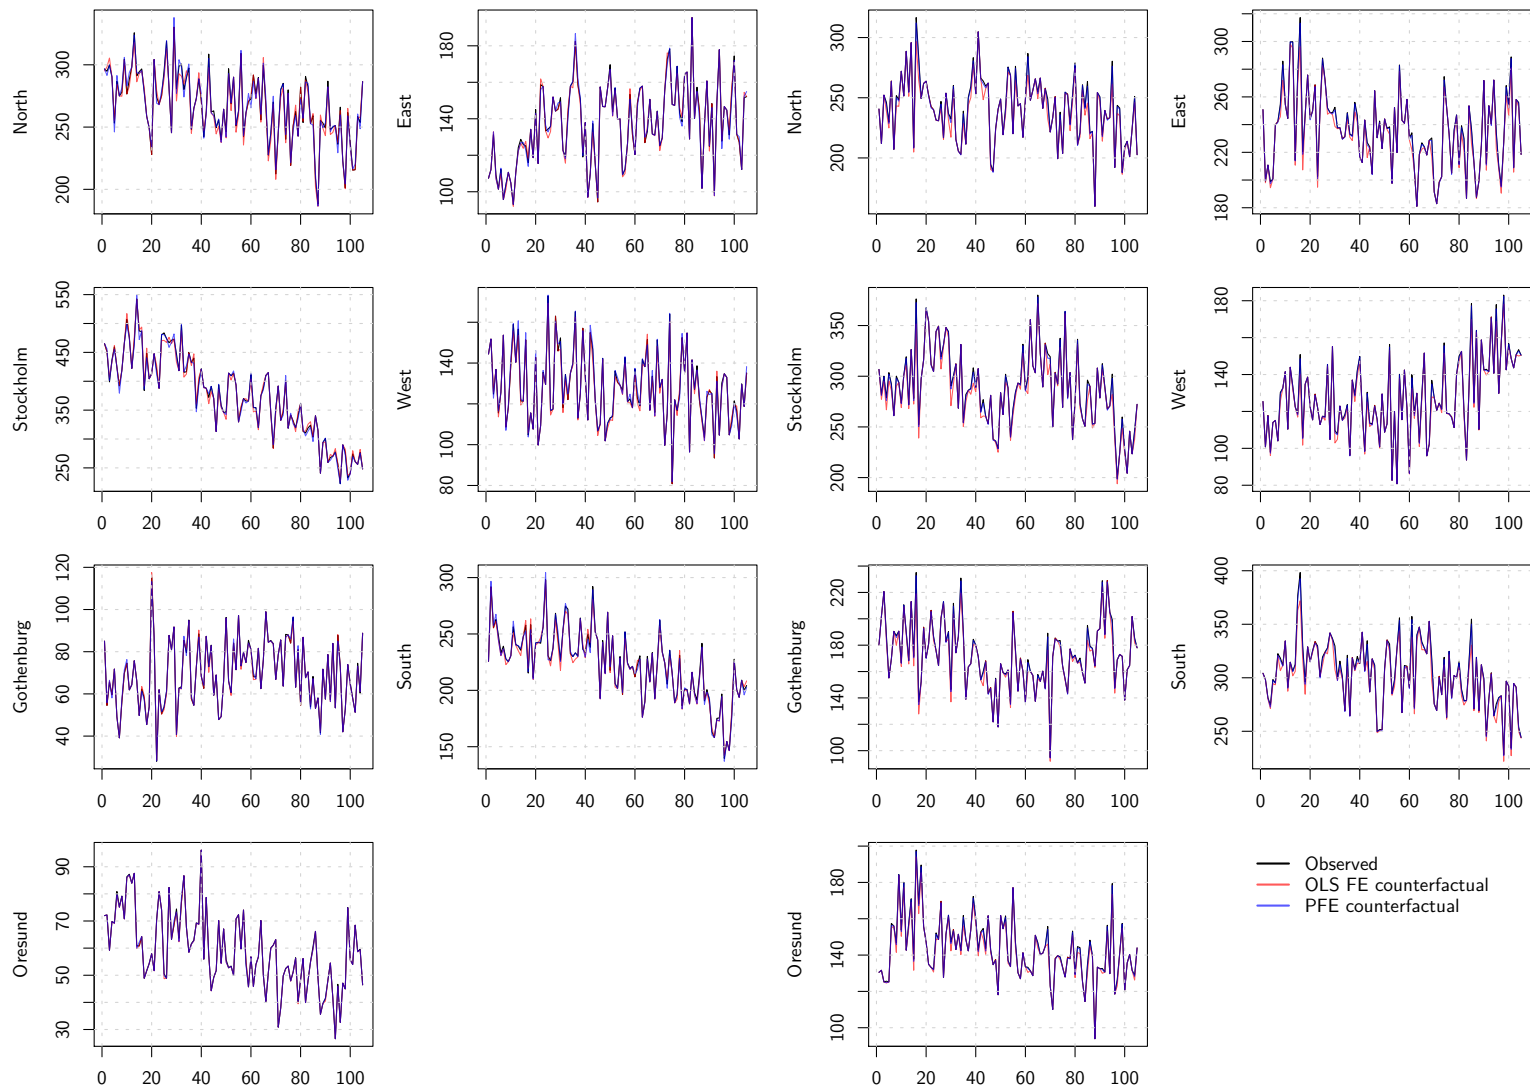 North
200 250 300
0 20 40 60 80 100
East
100 140 180
0 20 40 60 80 100
North
200 250 300
0 20 40 60 80 100
East
180 220 260 300
0 20 40 60 80 100
Stockholm
250 350 450 550
0 20 40 60 80 100
West
80 100 140
0 20 40 60 80 100
Stockholm
200 250 300 350
0 20 40 60 80 100
West
80 100 140 180
0 20 40 60 80 100
Gothenburg
40 60 80 100 120
0 20 40 60 80 100
South
150 200 250 300
0 20 40 60 80 100
Gothenburg
100 140 180 220
0 20 40 60 80 100
South
250 300 350 400
0 20 40 60 80 100
Oresund
30 50 70 90
0 20 40 60 80 100
Oresund
100 140 180
0 20 40 60 80 100
Observed
OLS FE counterfactual
PFE counterfactual